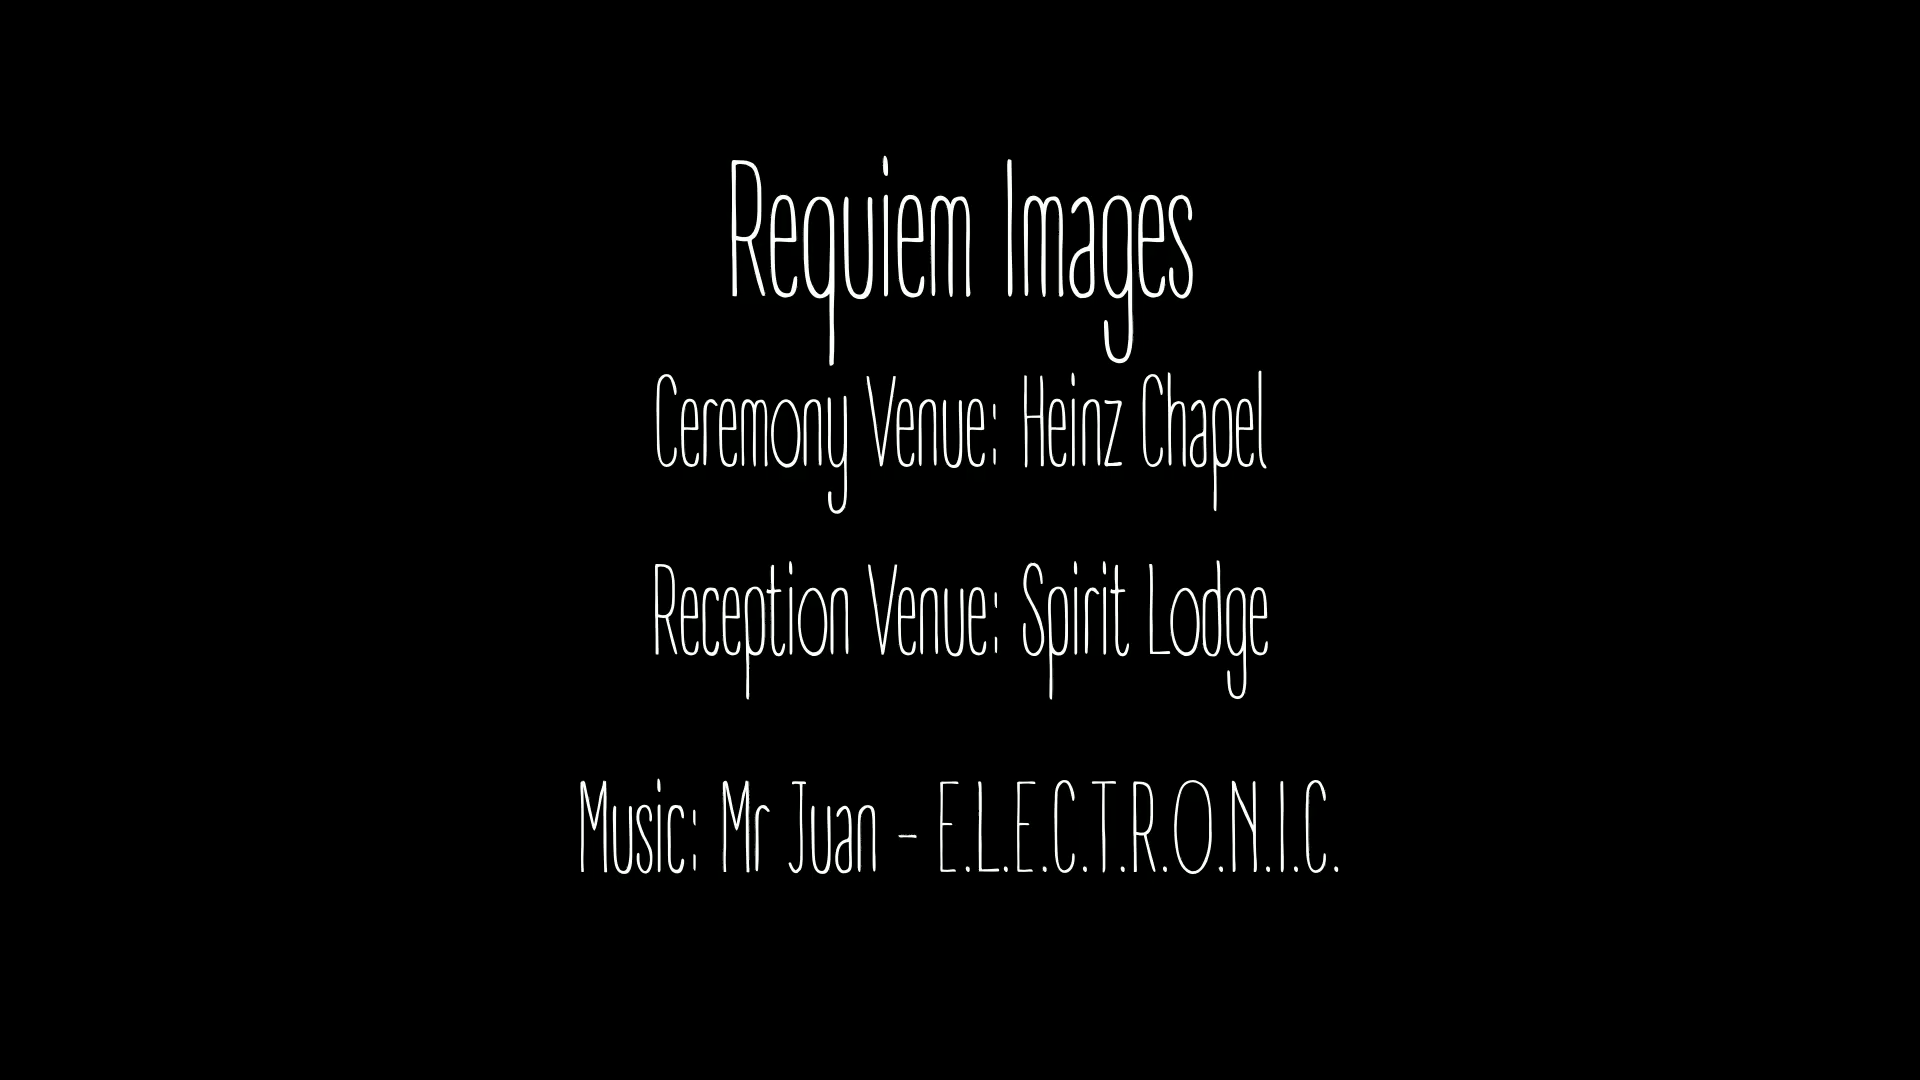 Requiem Images
Ceremony Venue: Heinz Chapel
Reception Venue: Spirit Lodge
Music: Mr Juan - E.L.E.C.T.R.O.N.I.C.